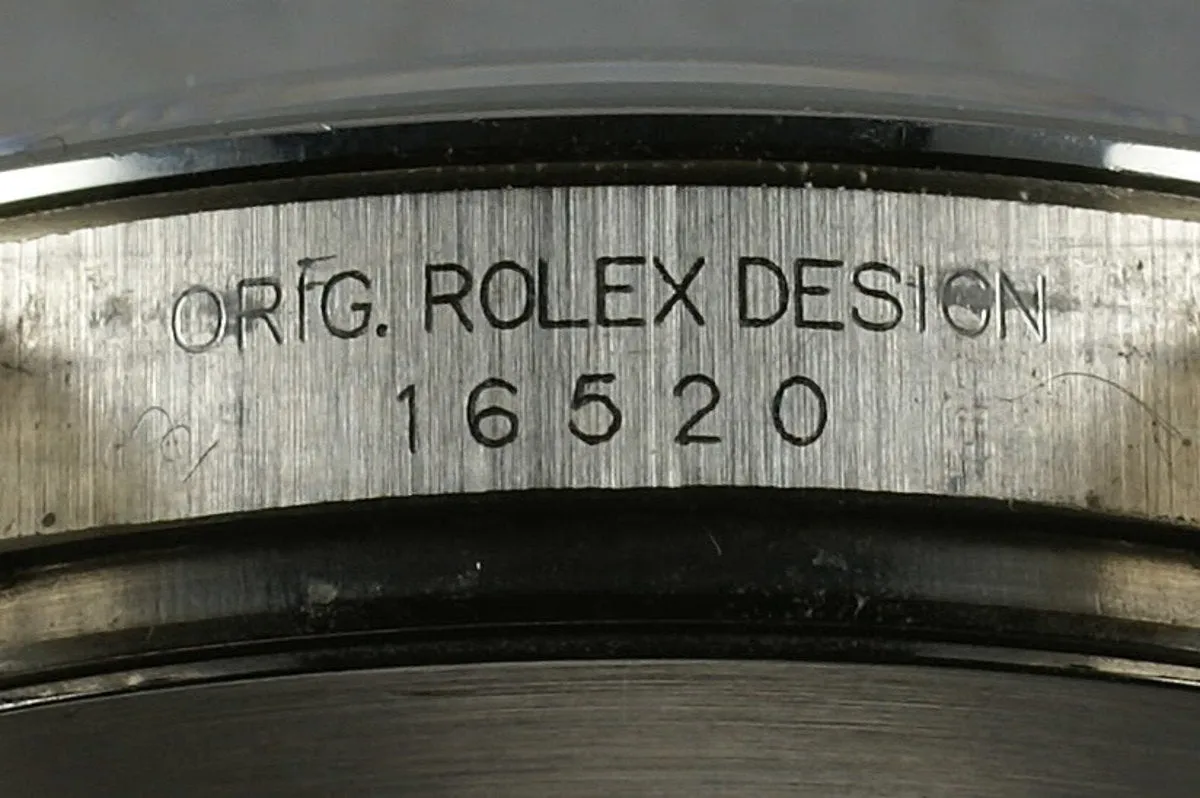 ORIG. ROLEX DESIGN
16520